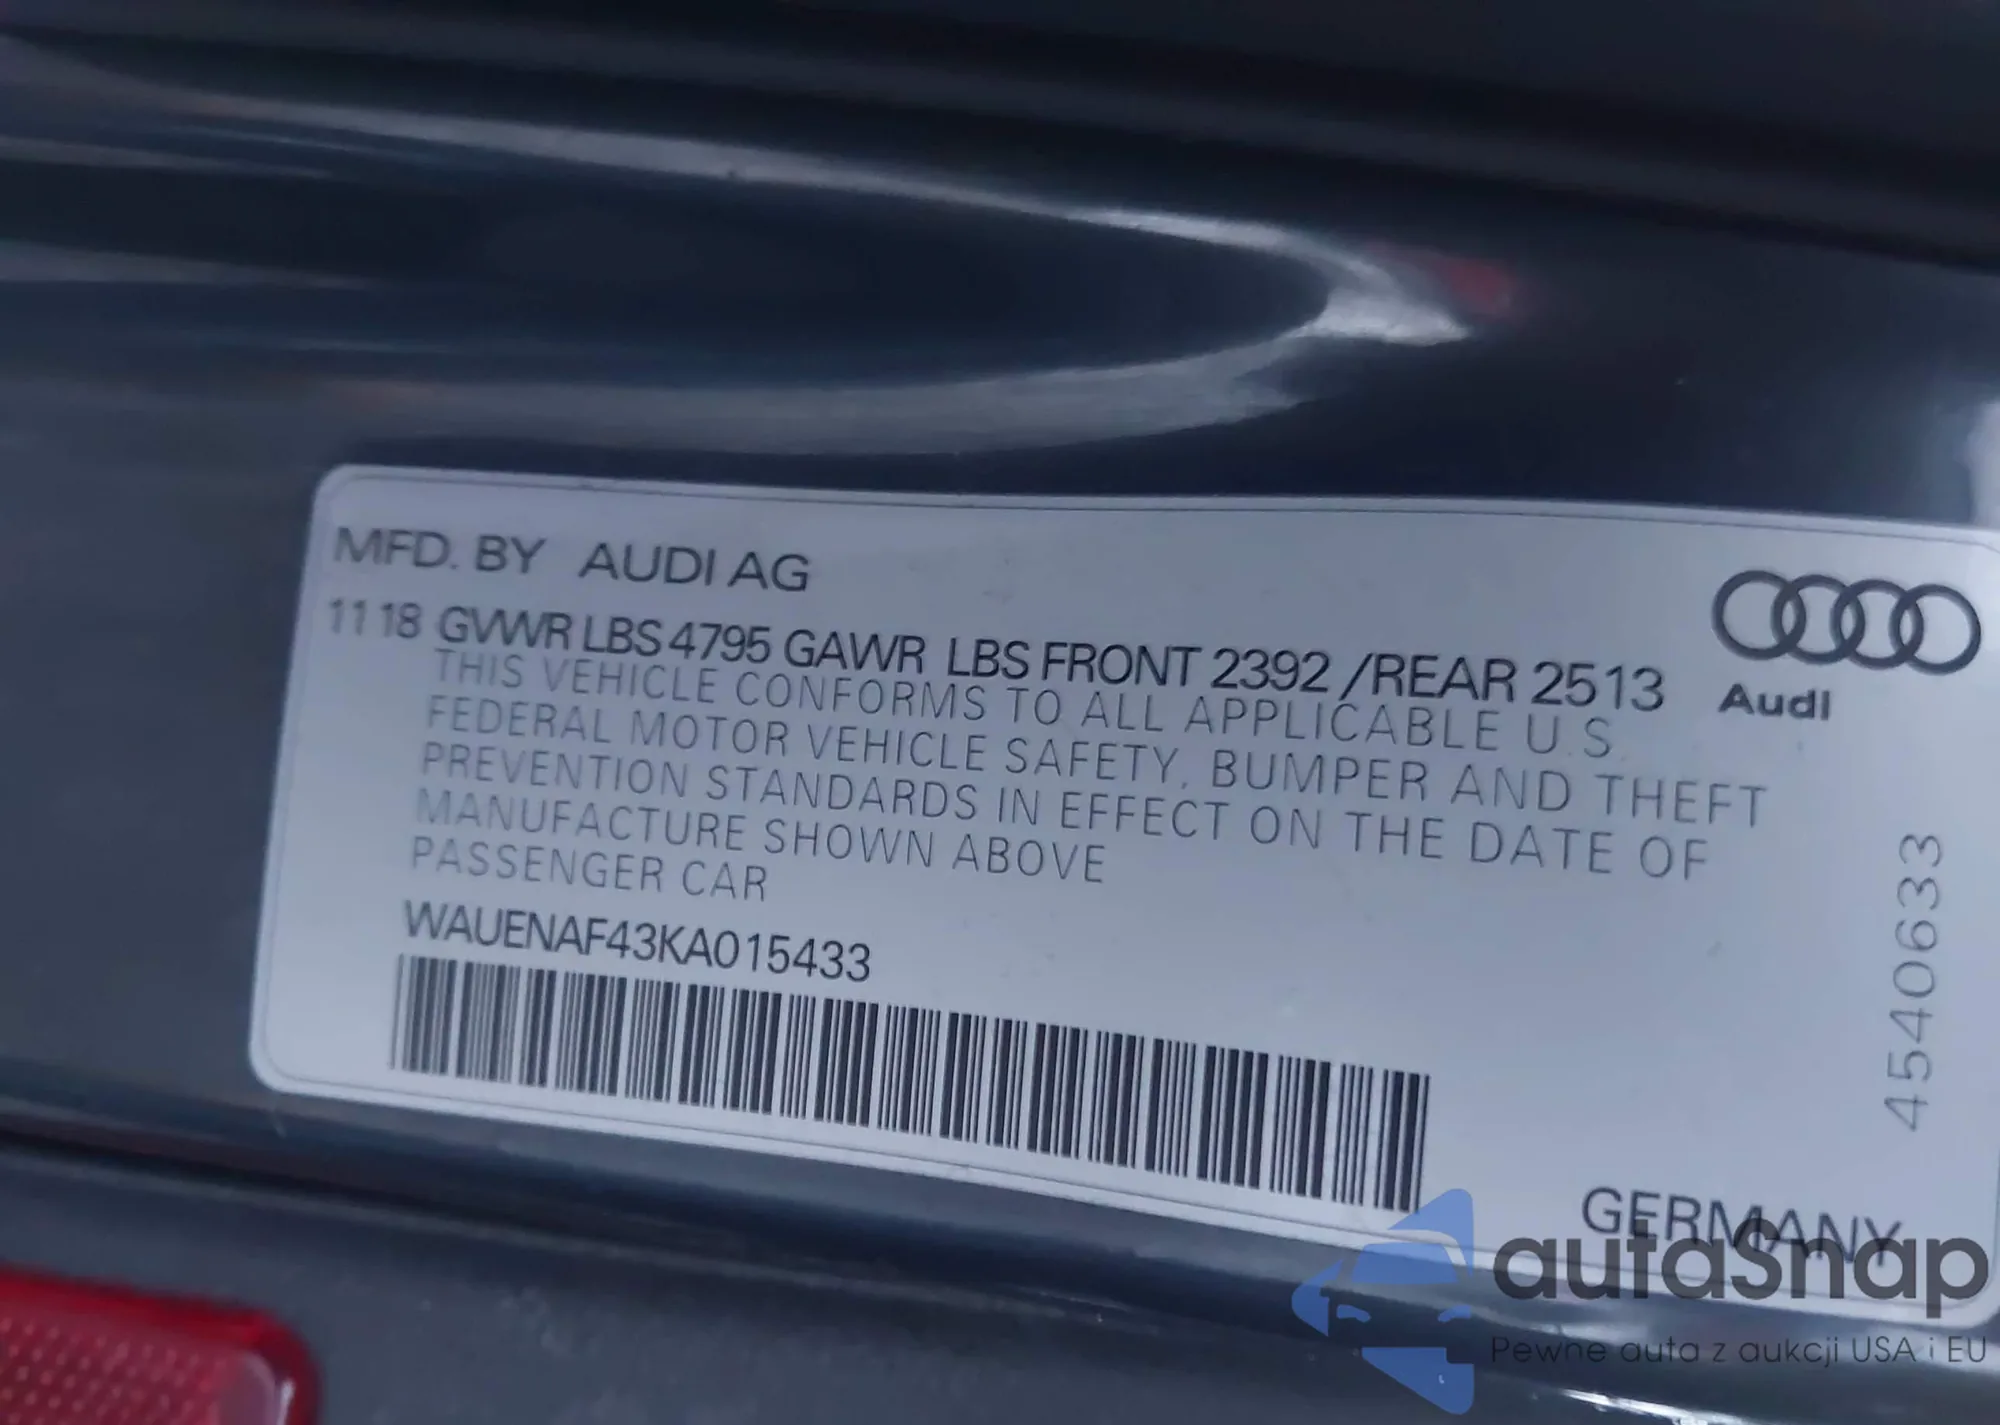 MFD. BY AUDI AG
11 18 GVWR LBS 4795 GAWR LBS FRONT 2392 /REAR 2513
THIS VEHICLE CONFORMS TO ALL APPLICABLE U.S.
FEDERAL MOTOR VEHICLE SAFETY, BUMPER AND THEFT
PREVENTION STANDARDS IN EFFECT ON THE DATE OF
MANUFACTURE SHOWN ABOVE
PASSENGER CAR
WAUENAF43KA015433
Audi
4540633
GERMANY
autaSnap
Pewne auta z aukcji USA i EU